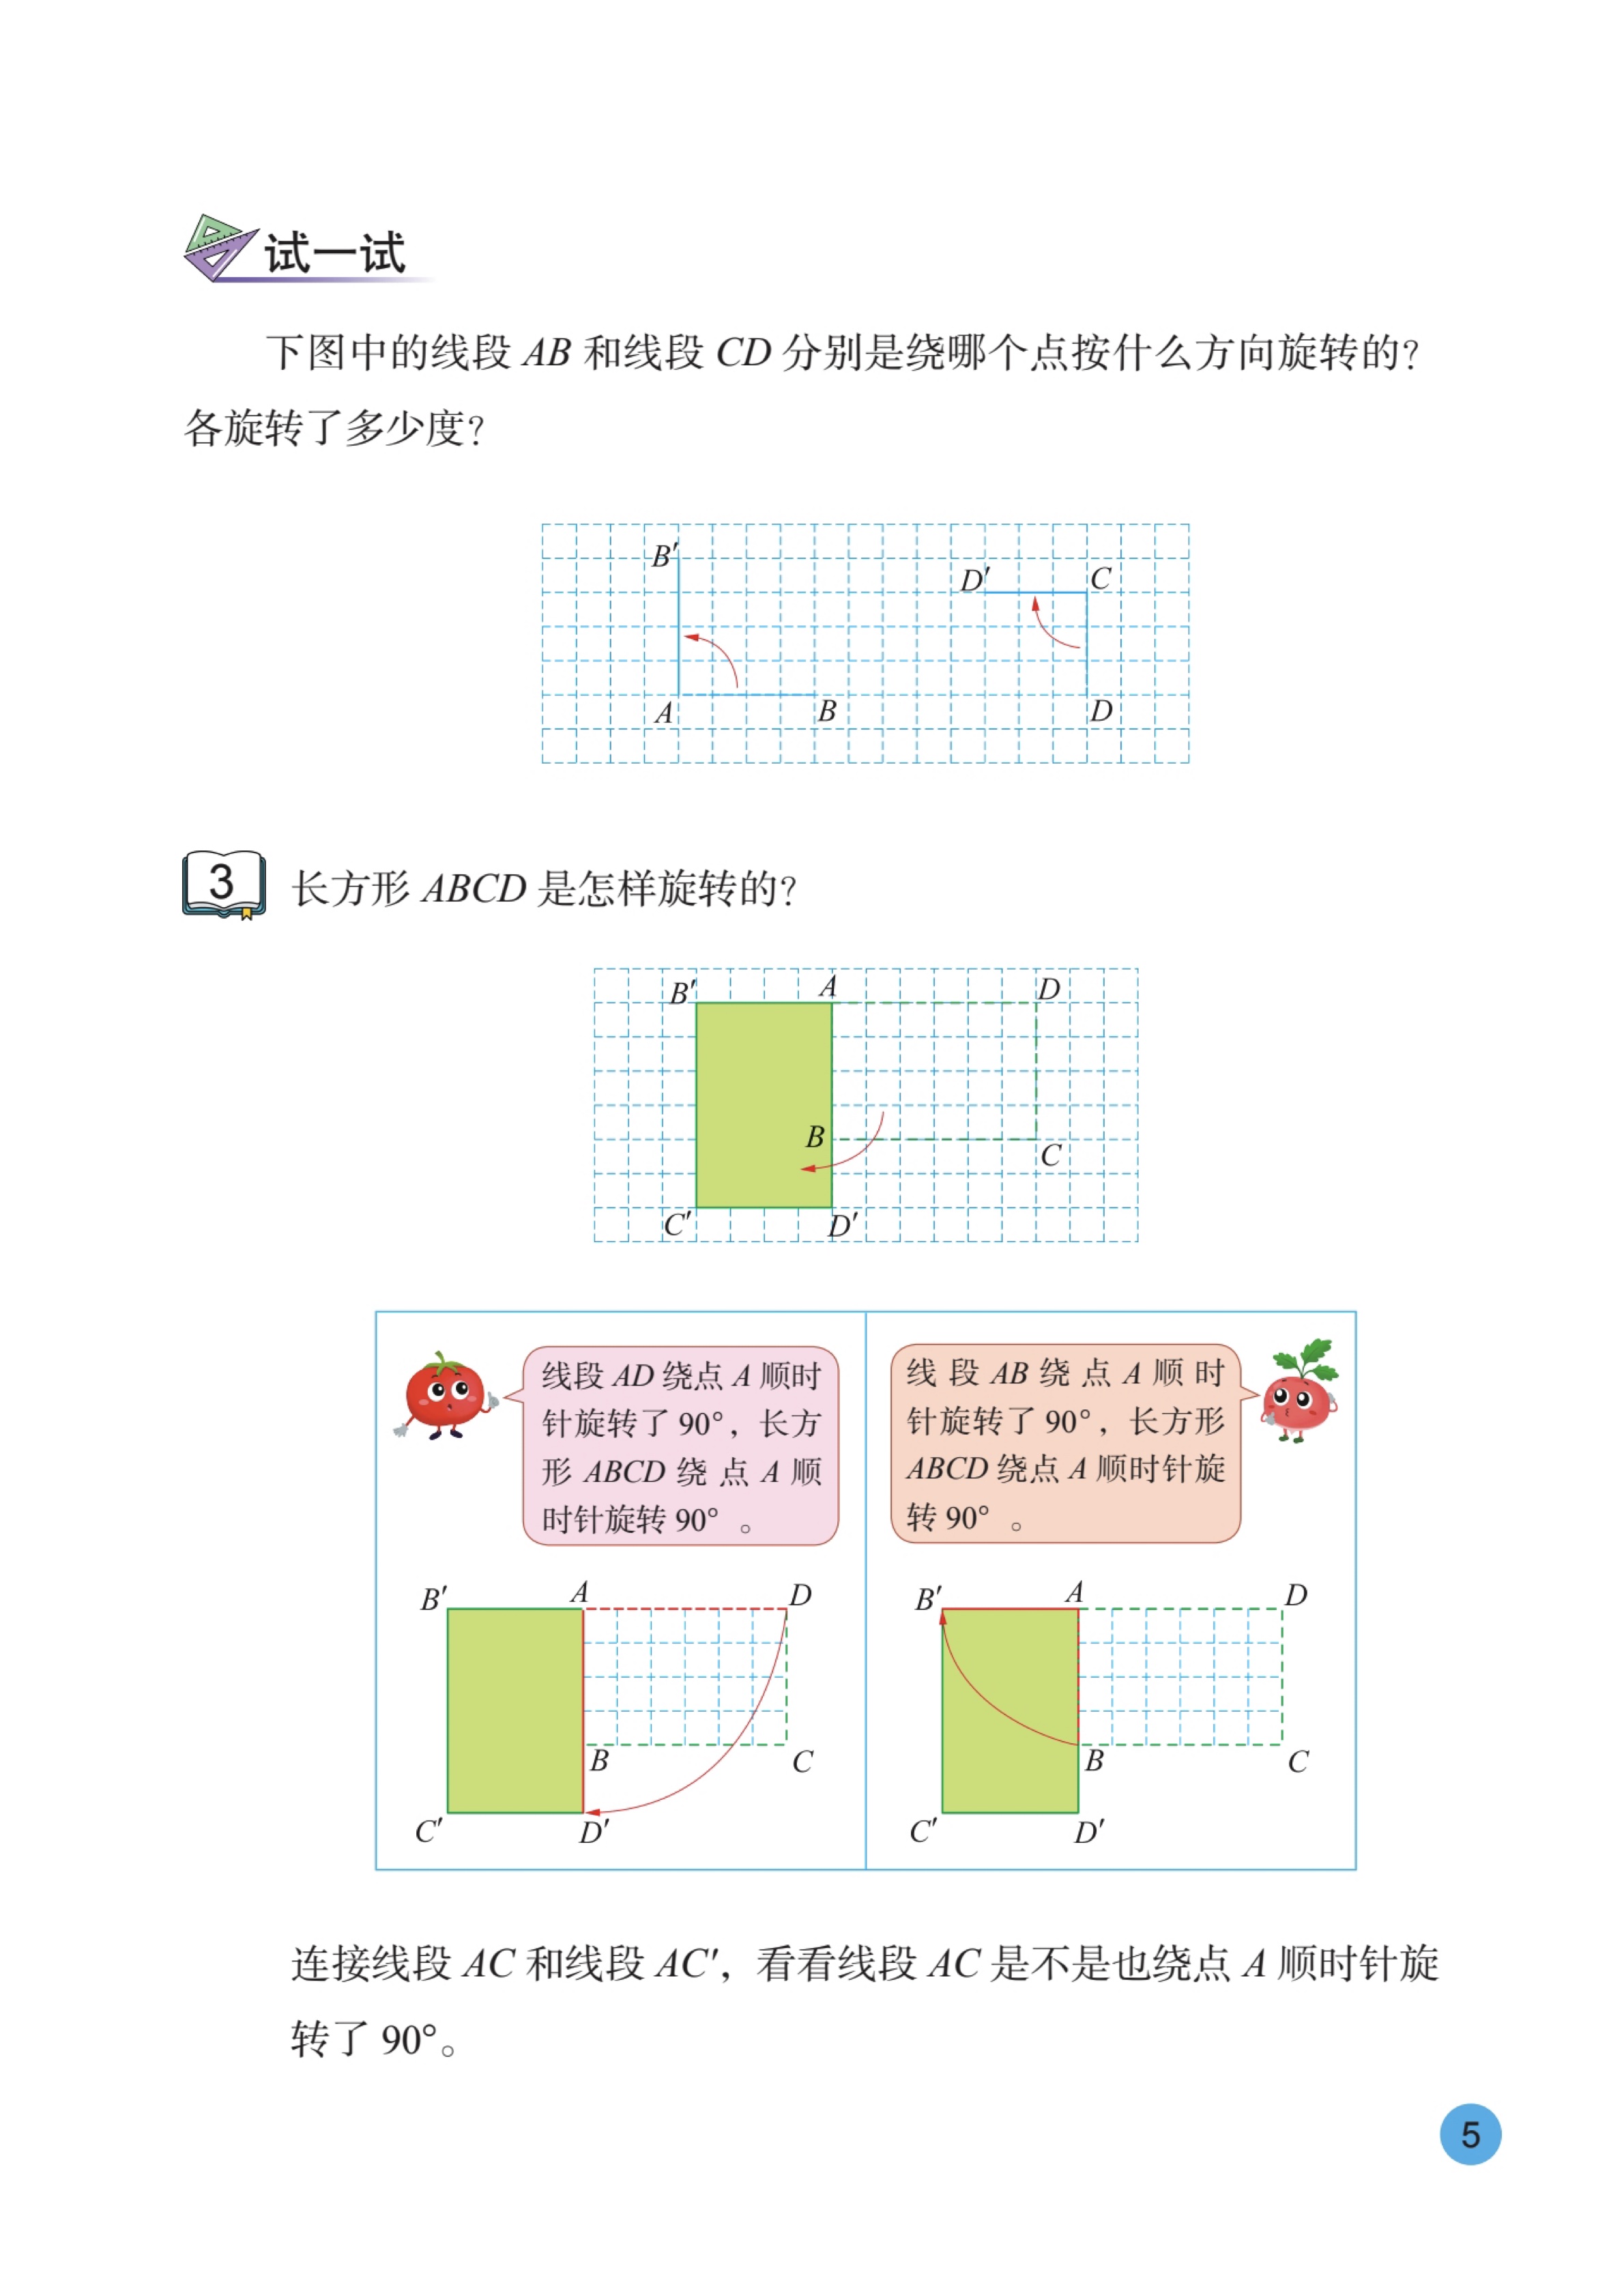 试一试
下图中的线段 AB 和线段 CD 分别是绕哪个点按什么方向旋转的?
各旋转了多少度?
B′
D′ C
A B D
3 长方形 ABCD 是怎样旋转的?
B′ A D
B
C
C′ D′
线段 AD 绕点 A 顺时
针旋转了 90°，长方
形 ABCD 绕点 A 顺
时针旋转 90°。
线段 AB 绕点 A 顺时
针旋转了 90°，长方形
ABCD 绕点 A 顺时针旋
转 90°。
B′ A D
B C
C′ D′
B′ A D
B C
C′ D′
连接线段 AC 和线段 AC′，看看线段 AC 是不是也绕点 A 顺时针旋
转了 90°。
5